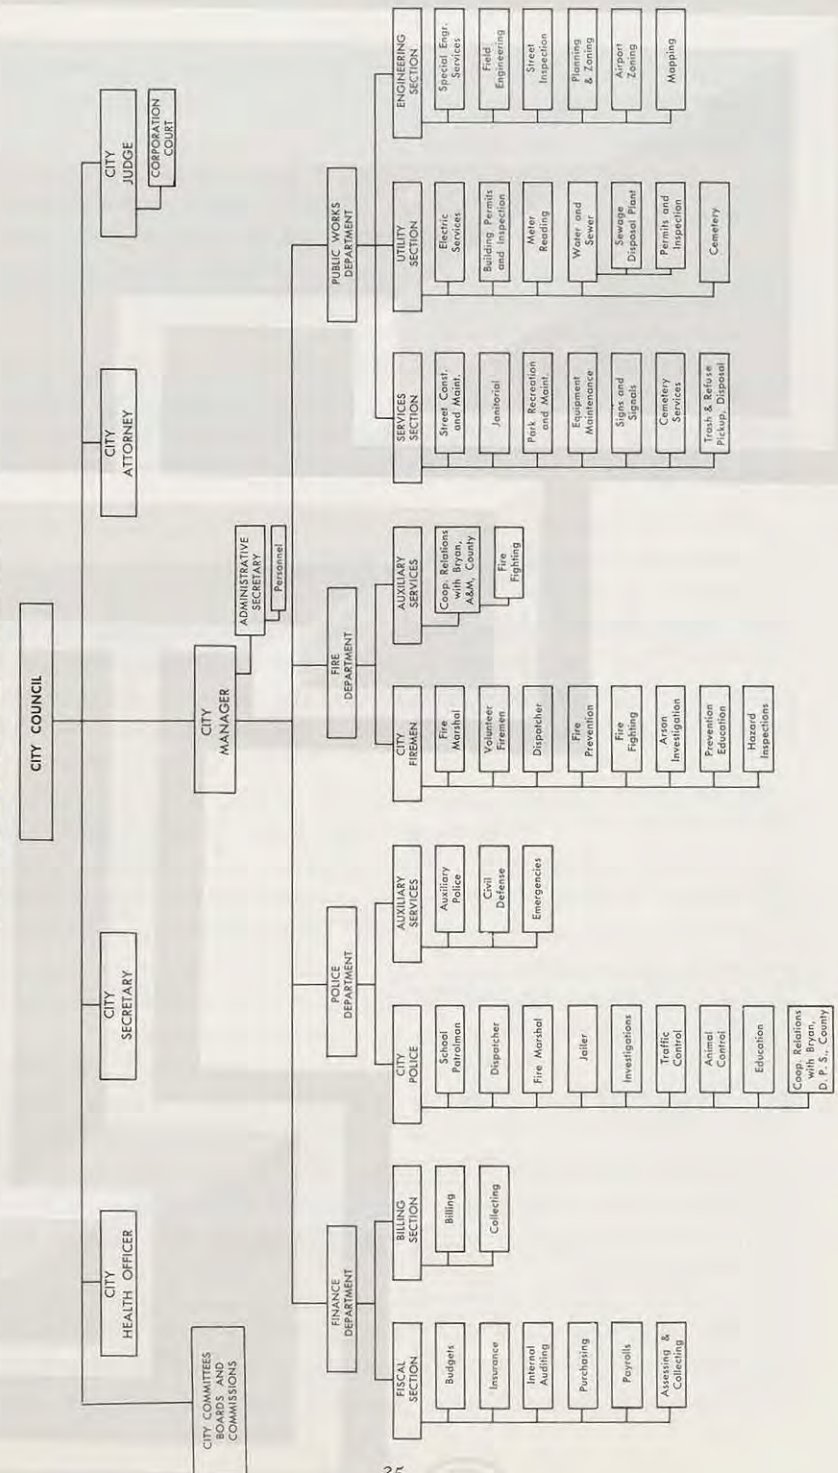 CITY COUNCIL
CITY COMMITTEES
BOARDS AND
COMMISSIONS
CITY
HEALTH OFFICER
CITY
SECRETARY
CITY
ATTORNEY
CITY
JUDGE
CORPORATION
COURT
CITY
MANAGER
ADMINISTRATIVE
SECRETARY
Personnel
FINANCE
DEPARTMENT
FISCAL
SECTION
Budgets
Insurance
Internal
Auditing
Purchasing
Payrolls
Assessing &
Collecting
BILLING
SECTION
Billing
Collecting
POLICE
DEPARTMENT
CITY
POLICE
School
Patrolman
Dispatcher
Fire Marshal
Jailer
Investigations
Traffic
Control
Animal
Control
Education
Coop. Relations
with Bryan,
D. P. S., County
AUXILIARY
SERVICES
Auxiliary
Police
Civil
Defense
Emergencies
FIRE
DEPARTMENT
CITY
FIREMEN
Fire
Marshal
Volunteer
Firemen
Dispatcher
Fire
Prevention
Fire
Fighting
Arson
Investigation
Prevention
Education
Hazard
Inspections
AUXILIARY
SERVICES
Coop. Relations
with Bryan,
A&M, County
Fire
Fighting
PUBLIC WORKS
DEPARTMENT
SERVICES
SECTION
Street Const.
and Maint.
Janitorial
Park Recreation
and Maint.
Equipment
Maintenance
Signs and
Signals
Cemetery
Services
Trash & Refuse
Pickup, Disposal
UTILITY
SECTION
Electric
Services
Building Permits
and Inspection
Meter
Reading
Water and
Sewer
Sewage
Disposal Plant
Permits and
Inspection
Cemetery
ENGINEERING
SECTION
Special Engr.
Services
Field
Engineering
Street
Inspection
Planning
& Zoning
Airport
Zoning
Mapping